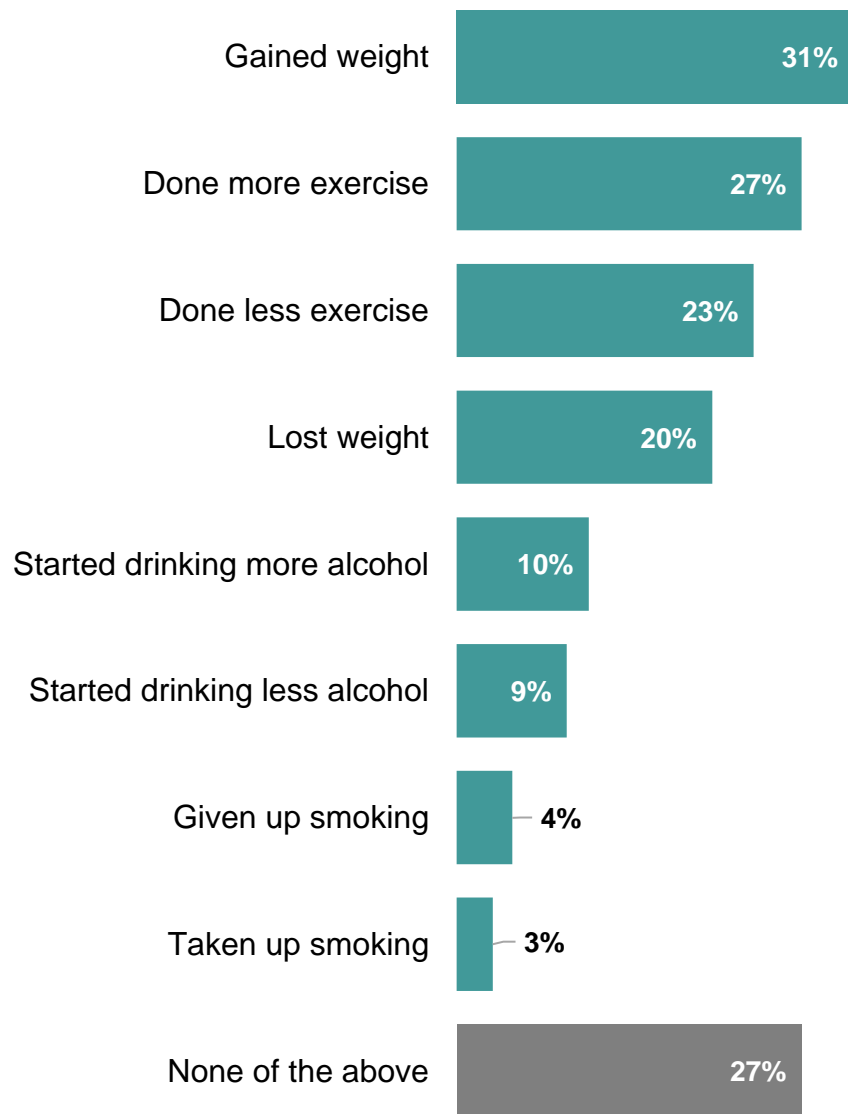 Gained weight 31%
Done more exercise 27%
Done less exercise 23%
Lost weight 20%
Started drinking more alcohol 10%
Started drinking less alcohol 9%
Given up smoking 4%
Taken up smoking 3%
None of the above 27%